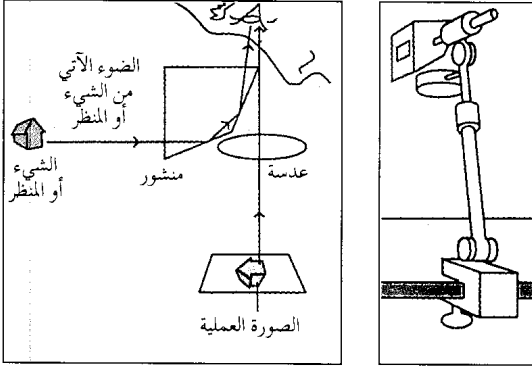 الضوء الآتي
من الشيء
أو المنظر
الشيء
أو المنظر
منشور
عدسة
الصورة العملية